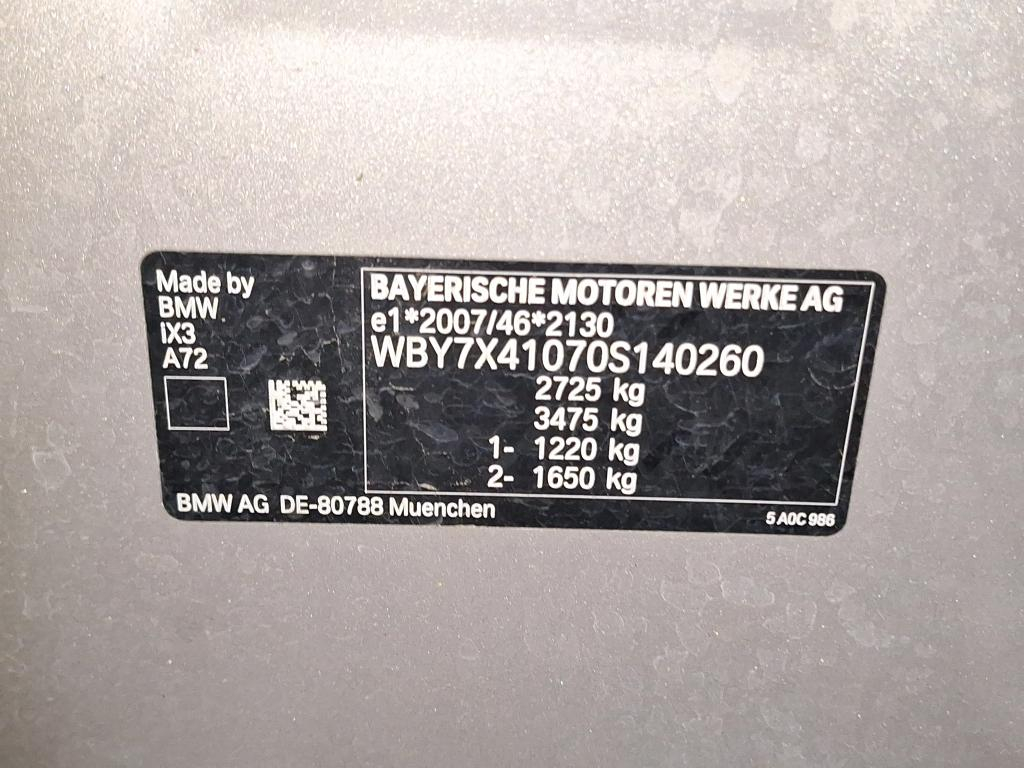 Made by
BMW
iX3
A72
BAYERISCHE MOTOREN WERKE AG
e1*2007/46*2130
WBY7X41070S140260
2725 kg
3475 kg
1- 1220 kg
2- 1650 kg
BMW AG DE-80788 Muenchen
5 A0C 986